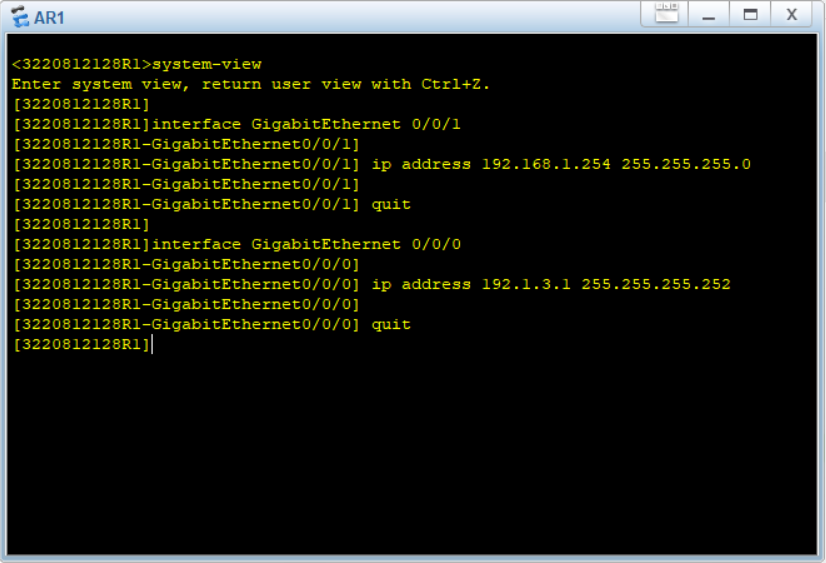 AR1
X
<3220812128R1>system-view
Enter system view, return user view with Ctrl+Z.
[3220812128R1]
[3220812128R1]interface GigabitEthernet 0/0/1
[3220812128R1-GigabitEthernet0/0/1]
[3220812128R1-GigabitEthernet0/0/1] ip address 192.168.1.254 255.255.255.0
[3220812128R1-GigabitEthernet0/0/1]
[3220812128R1-GigabitEthernet0/0/1] quit
[3220812128R1]
[3220812128R1]interface GigabitEthernet 0/0/0
[3220812128R1-GigabitEthernet0/0/0]
[3220812128R1-GigabitEthernet0/0/0] ip address 192.1.3.1 255.255.255.252
[3220812128R1-GigabitEthernet0/0/0]
[3220812128R1-GigabitEthernet0/0/0] quit
[3220812128R1]